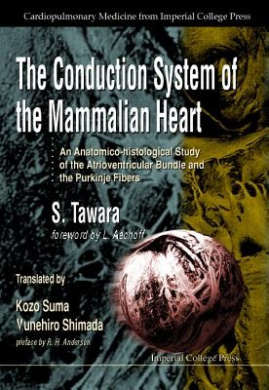 Cardiopulmonary Medicine from Imperial College Press
The Conduction System of
the Mammalian Heart
An Anatomico-histological Study
of the Atrioventricular Bundle and
the Purkinje Fibers
S. Tawara
foreword by L. Aschoff
Translated by
Kozo Suma
Munehiro Shimada
preface by R. H. Anderson
Imperial College Press